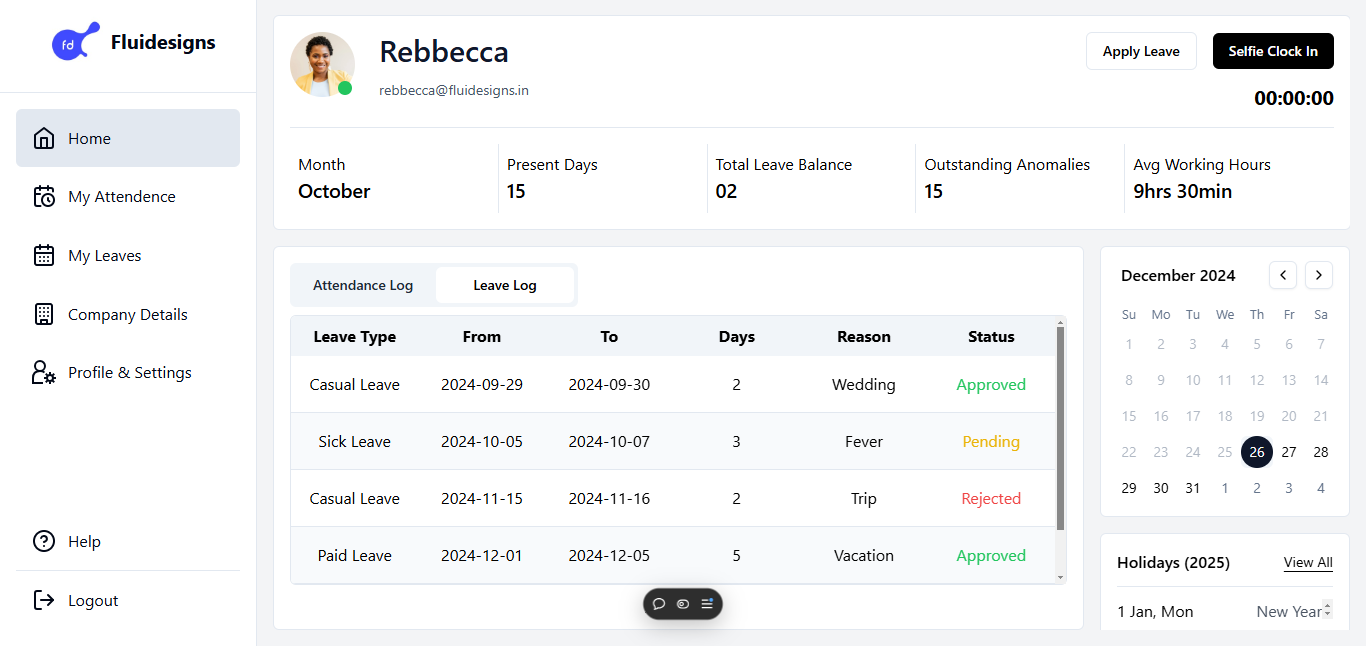 fd Fluidesigns
Home
My Attendence
My Leaves
Company Details
Profile & Settings
Help
Logout
Rebbecca
rebbecca@fluidesigns.in
Apply Leave
Selfie Clock In
00:00:00
Month
October
Present Days
15
Total Leave Balance
02
Outstanding Anomalies
15
Avg Working Hours
9hrs 30min
Attendance Log Leave Log
Leave Type From To Days Reason Status
Casual Leave 2024-09-29 2024-09-30 2 Wedding Approved
Sick Leave 2024-10-05 2024-10-07 3 Fever Pending
Casual Leave 2024-11-15 2024-11-16 2 Trip Rejected
Paid Leave 2024-12-01 2024-12-05 5 Vacation Approved
December 2024
Su Mo Tu We Th Fr Sa
1 2 3 4 5 6 7
8 9 10 11 12 13 14
15 16 17 18 19 20 21
22 23 24 25 26 27 28
29 30 31 1 2 3 4
Holidays (2025) View All
1 Jan, Mon New Year